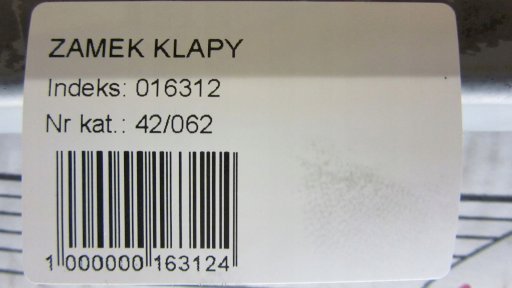 ZAMEK KLAPY
Indeks: 016312
Nr kat.: 42/062
1 000000 163124